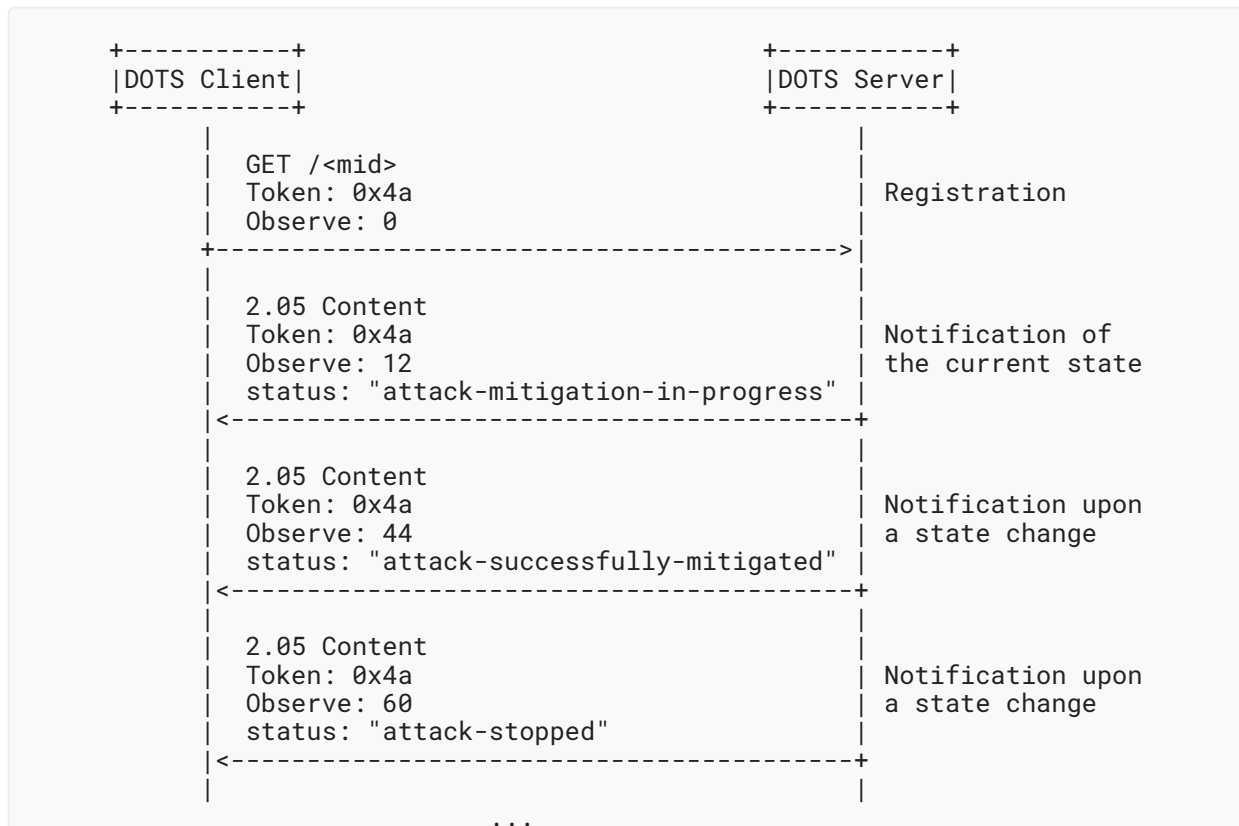 +-----------+                              +-----------+
|DOTS Client|                              |DOTS Server|
+-----------+                              +-----------+
      |                                          |
      |  GET /<mid>                              |
      |  Token: 0x4a                             | Registration
      |  Observe: 0                              |
      +----------------------------------------->|
      |                                          |
      |  2.05 Content                            |
      |  Token: 0x4a                             | Notification of
      |  Observe: 12                             | the current state
      |  status: "attack-mitigation-in-progress" |
      |<-----------------------------------------+
      |                                          |
      |  2.05 Content                            |
      |  Token: 0x4a                             | Notification upon
      |  Observe: 44                             | a state change
      |  status: "attack-successfully-mitigated" |
      |<-----------------------------------------+
      |                                          |
      |  2.05 Content                            |
      |  Token: 0x4a                             | Notification upon
      |  Observe: 60                             | a state change
      |  status: "attack-stopped"                |
      |<-----------------------------------------+
      |                                          |
                         ...